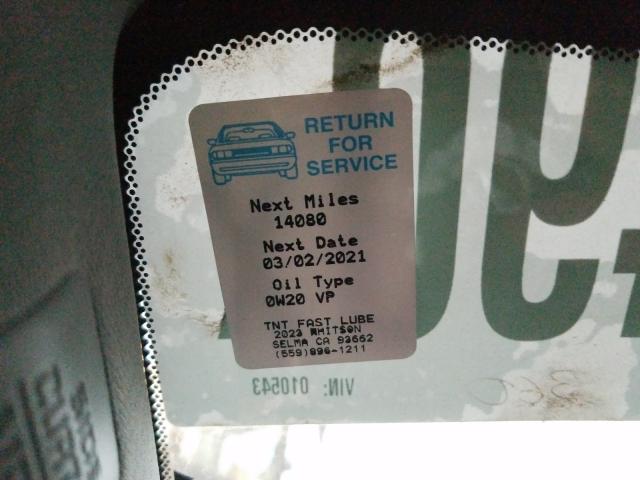 RETURN
FOR
SERVICE
Next Miles
14080
Next Date
03/02/2021
Oil Type
0W20 VP
TNT FAST LUBE
2023 WHITSON
SELMA CA 93662
(559)896-1211
VIN: 010543